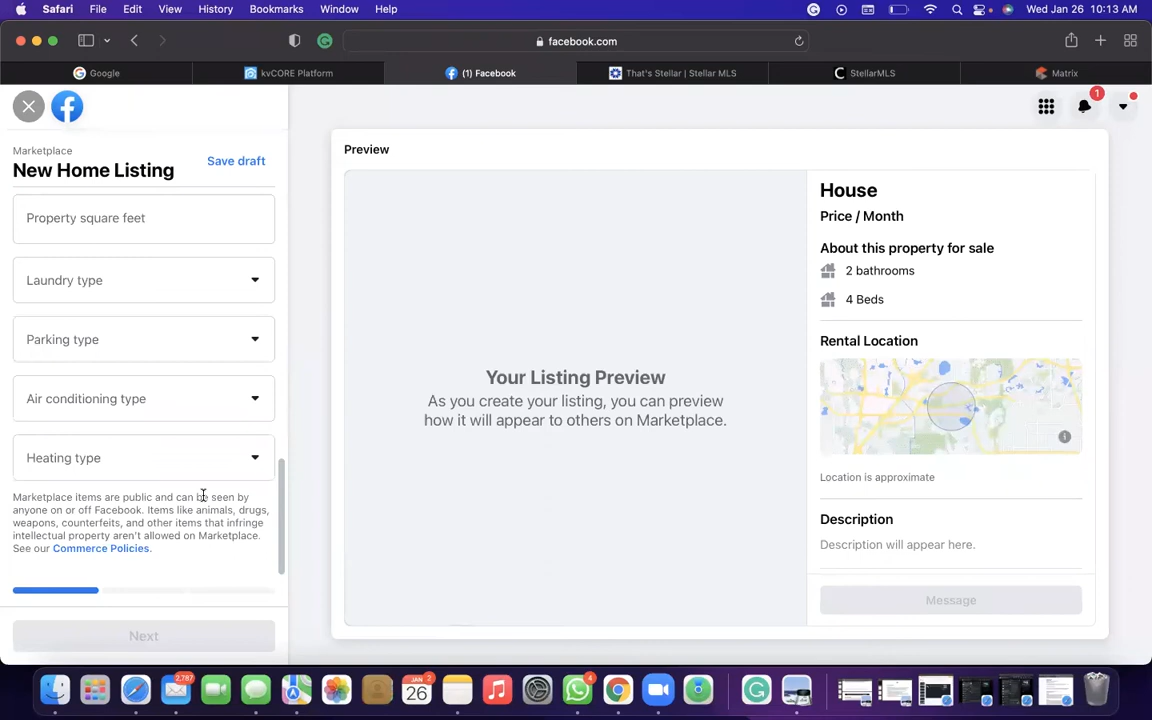 Safari File Edit View History Bookmarks Window Help Wed Jan 26 10:13 AM
facebook.com
Google kvCORE Platform (1) Facebook That's Stellar | Stellar MLS StellarMLS Matrix
1
Marketplace
New Home Listing
Save draft
Property square feet
Laundry type
Parking type
Air conditioning type
Heating type
Marketplace items are public and can be seen by
anyone on or off Facebook. Items like animals, drugs,
weapons, counterfeits, and other items that infringe
intellectual property aren't allowed on Marketplace.
See our Commerce Policies.
Next
Preview
Your Listing Preview
As you create your listing, you can preview
how it will appear to others on Marketplace.
House
Price / Month
About this property for sale
2 bathrooms
4 Beds
Rental Location
Location is approximate
Description
Description will appear here.
Message
2,787
JAN 2
26
4